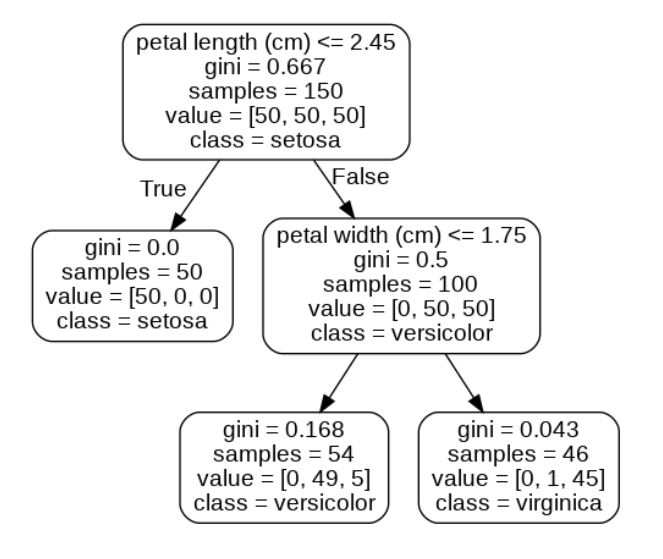 petal length (cm) <= 2.45
gini = 0.667
samples = 150
value = [50, 50, 50]
class = setosa
True
False
gini = 0.0
samples = 50
value = [50, 0, 0]
class = setosa
petal width (cm) <= 1.75
gini = 0.5
samples = 100
value = [0, 50, 50]
class = versicolor
gini = 0.168
samples = 54
value = [0, 49, 5]
class = versicolor
gini = 0.043
samples = 46
value = [0, 1, 45]
class = virginica